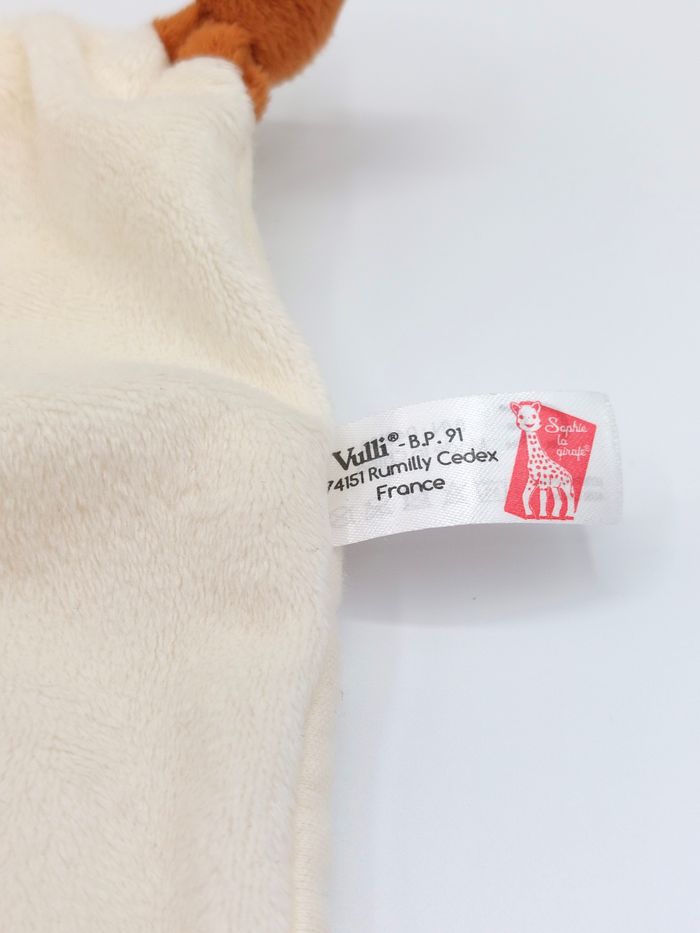 Vulli® - B.P. 91
74151 Rumilly Cedex
France
Sophie
la
girafe®